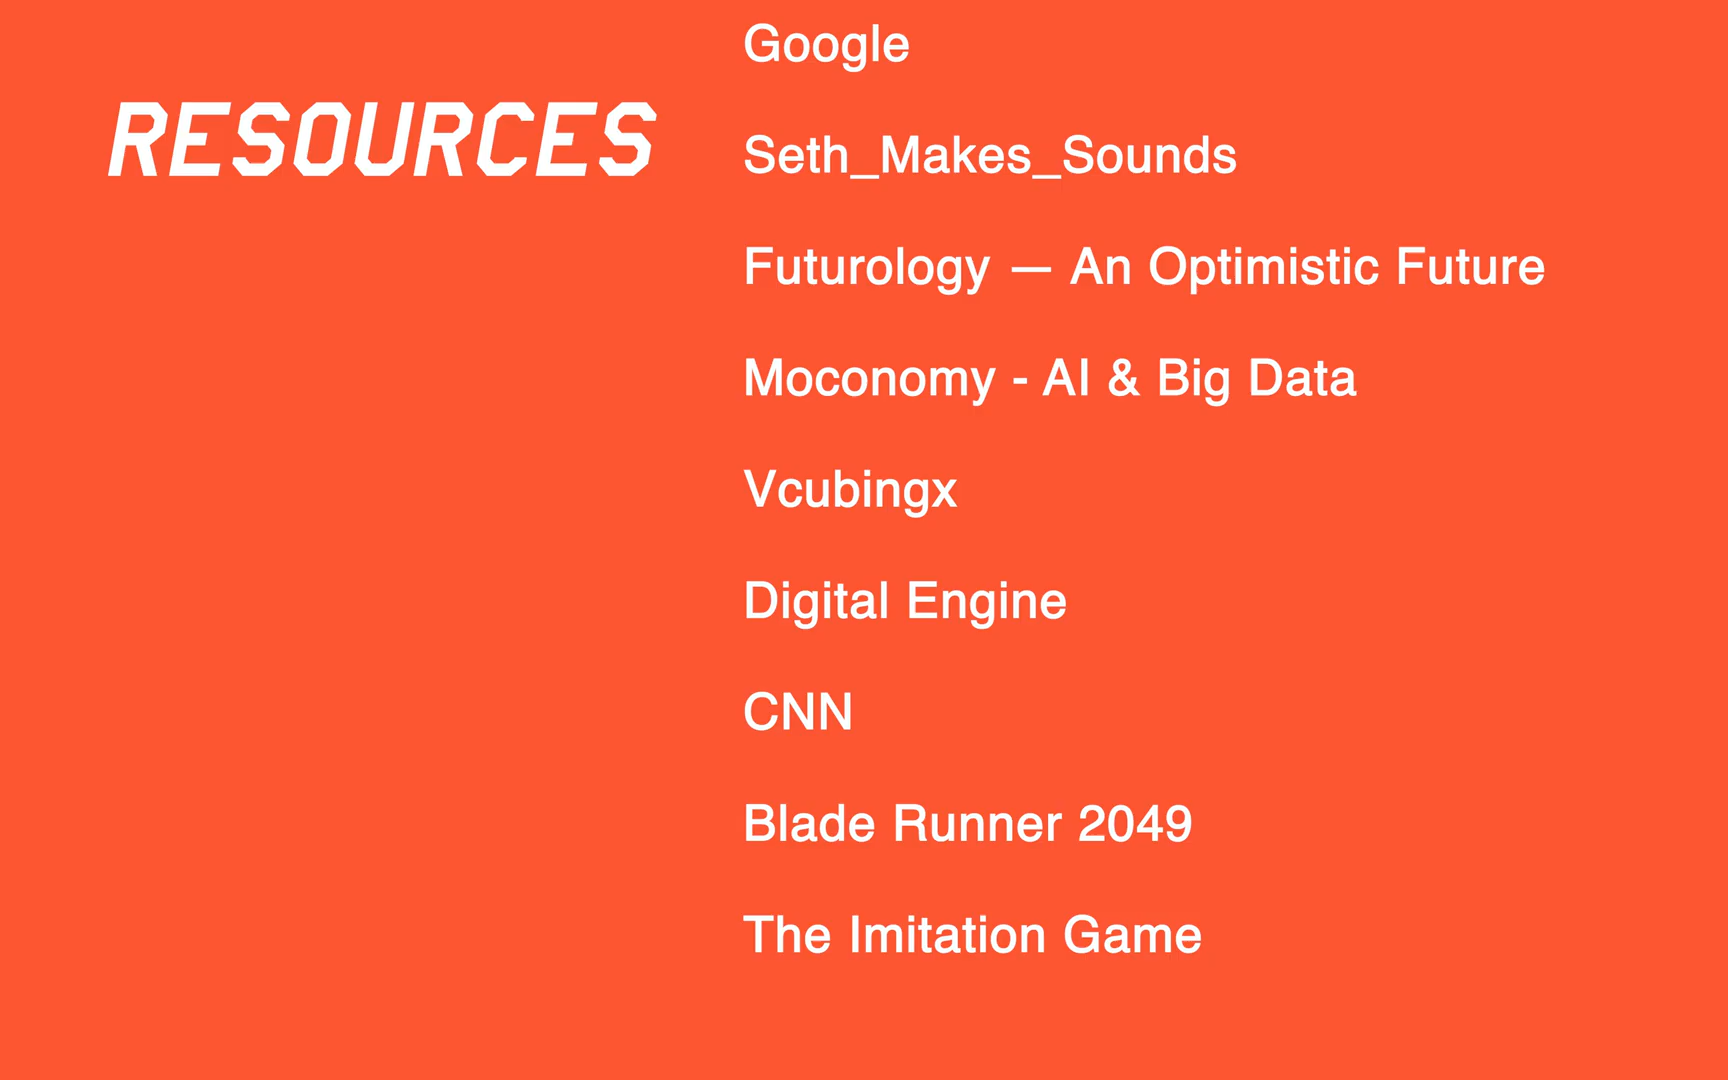 RESOURCES
Google
Seth_Makes_Sounds
Futurology — An Optimistic Future
Moconomy - AI & Big Data
Vcubingx
Digital Engine
CNN
Blade Runner 2049
The Imitation Game